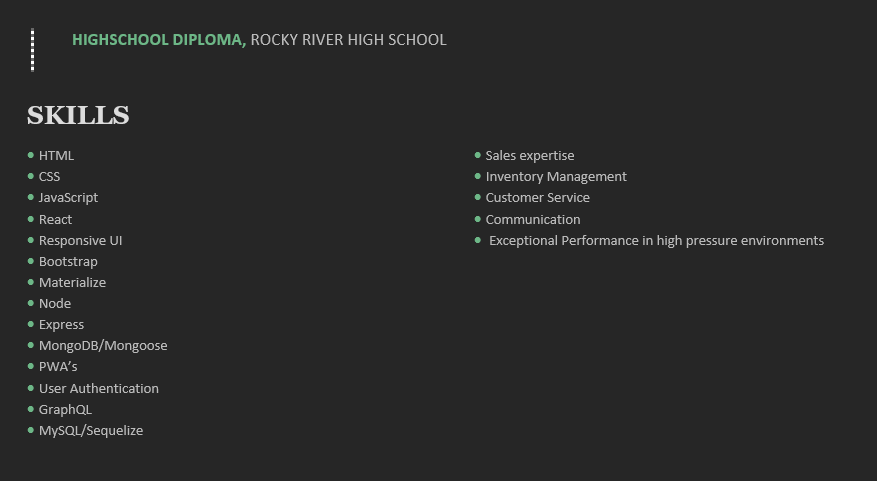 HIGHSCHOOL DIPLOMA, ROCKY RIVER HIGH SCHOOL
SKILLS
HTML
CSS
JavaScript
React
Responsive UI
Bootstrap
Materialize
Node
Express
MongoDB/Mongoose
PWA’s
User Authentication
GraphQL
MySQL/Sequelize
Sales expertise
Inventory Management
Customer Service
Communication
Exceptional Performance in high pressure environments